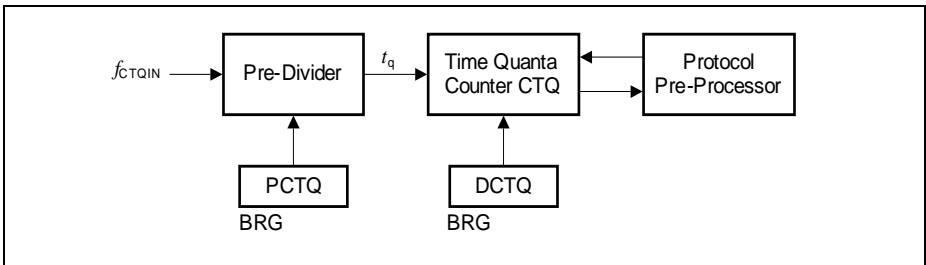 fCTQIN
Pre-Divider
tq
Time Quanta
Counter CTQ
Protocol
Pre-Processor
PCTQ
BRG
DCTQ
BRG